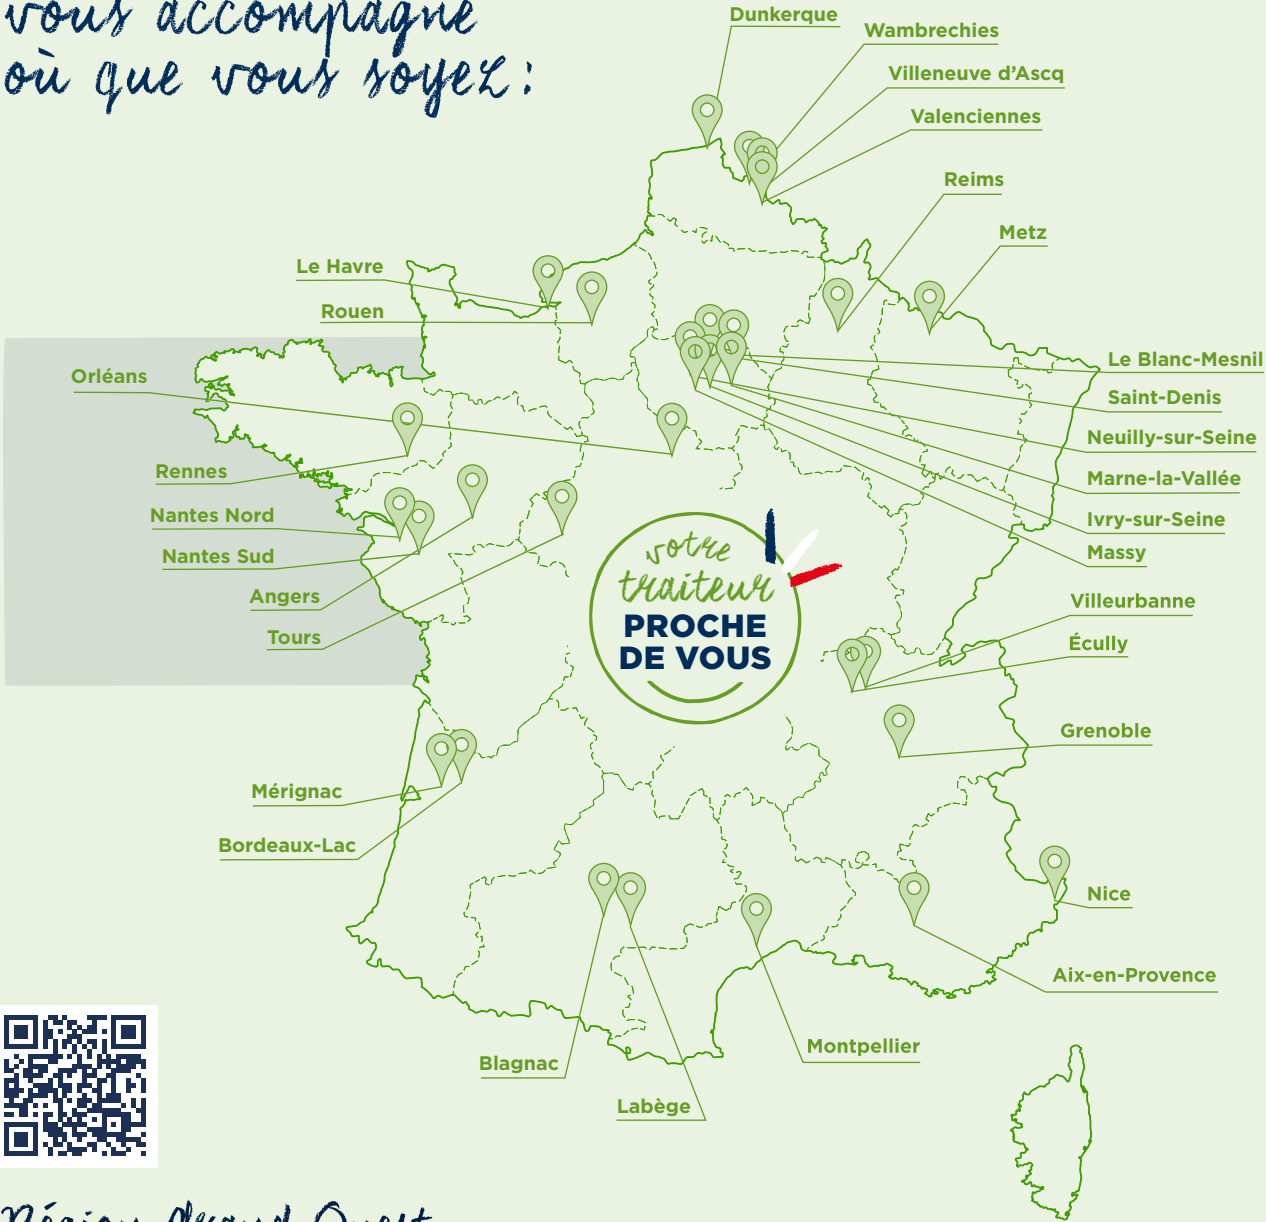 vous accompagne
où que vous soyez :
Dunkerque
Wambrechies
Villeneuve d'Ascq
Valenciennes
Reims
Metz
Le Havre
Rouen
Orléans
Le Blanc-Mesnil
Saint-Denis
Neuilly-sur-Seine
Marne-la-Vallée
Ivry-sur-Seine
Massy
Rennes
Nantes Nord
Nantes Sud
Angers
Tours
votre
traiteur
PROCHE
DE VOUS
Villeurbanne
Écully
Grenoble
Mérignac
Bordeaux-Lac
Nice
Aix-en-Provence
Montpellier
Blagnac
Labège
Région Grand Ouest